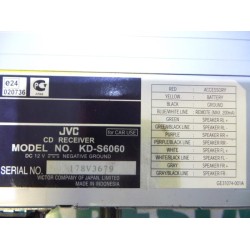 e24
020736
JVC
CD RECEIVER
for CAR USE
MODEL NO. KD-S6060
DC 12 V NEGATIVE GROUND
SERIAL NO. 178V3679
VICTOR COMPANY OF JAPAN, LIMITED
MADE IN INDONESIA
RED ACCESSORY
YELLOW BATTERY
BLACK GROUND
BLUE/WHITE LINE REMOTE
GREEN SPEAKER RL +
GREEN/BLACK LINE SPEAKER RL -
PURPLE SPEAKER RR +
PURPLE/BLACK LINE SPEAKER RR -
WHITE SPEAKER FL +
WHITE/BLACK LINE SPEAKER FL -
GRAY SPEAKER FR +
GRAY/BLACK LINE SPEAKER FR -